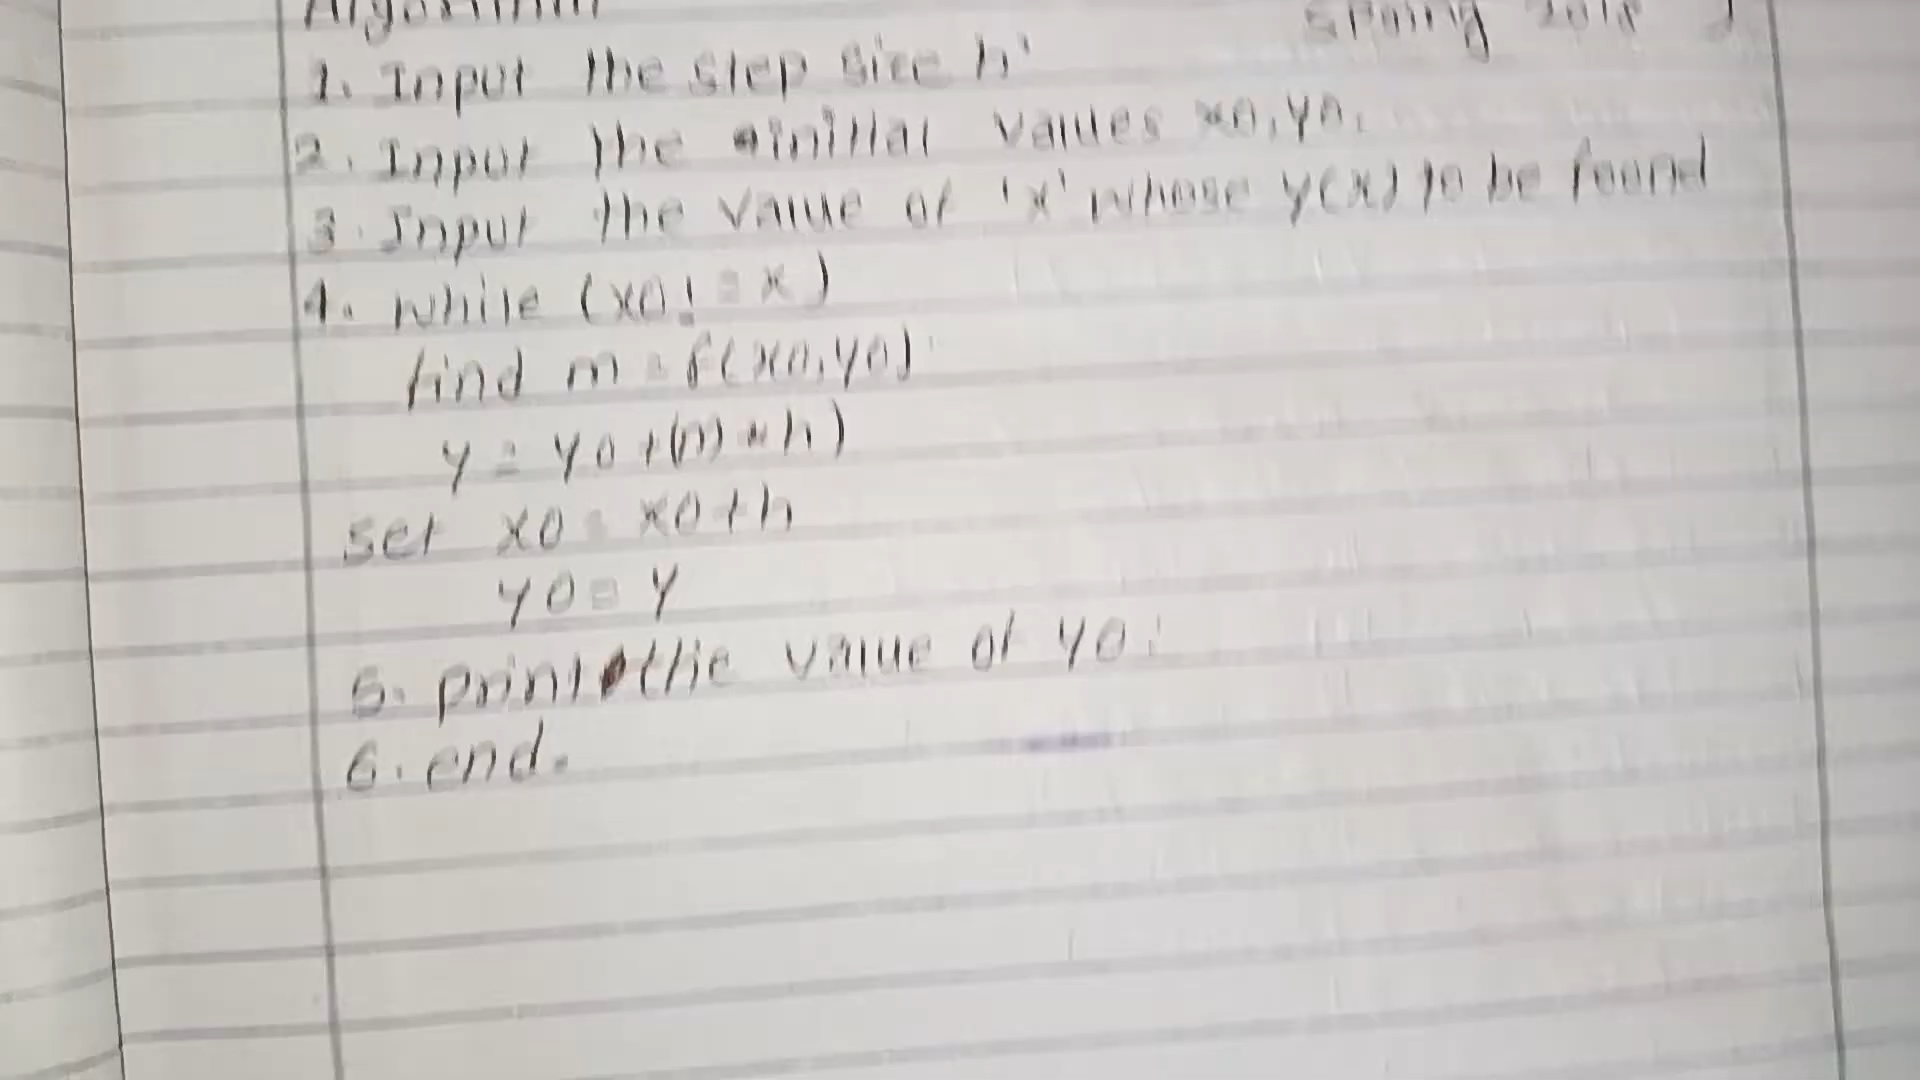 Algorithm Spring 2018
1. Input the step size 'h'
2. Input the initial values x0,y0.
3. Input the value of 'x' whose y(x) to be found
4. while (x0! = x)
find m = f(x0,y0)
y = y0 + (m * h)
set x0 = x0+h
y0 = y
5. print the value of y0.
6. end.